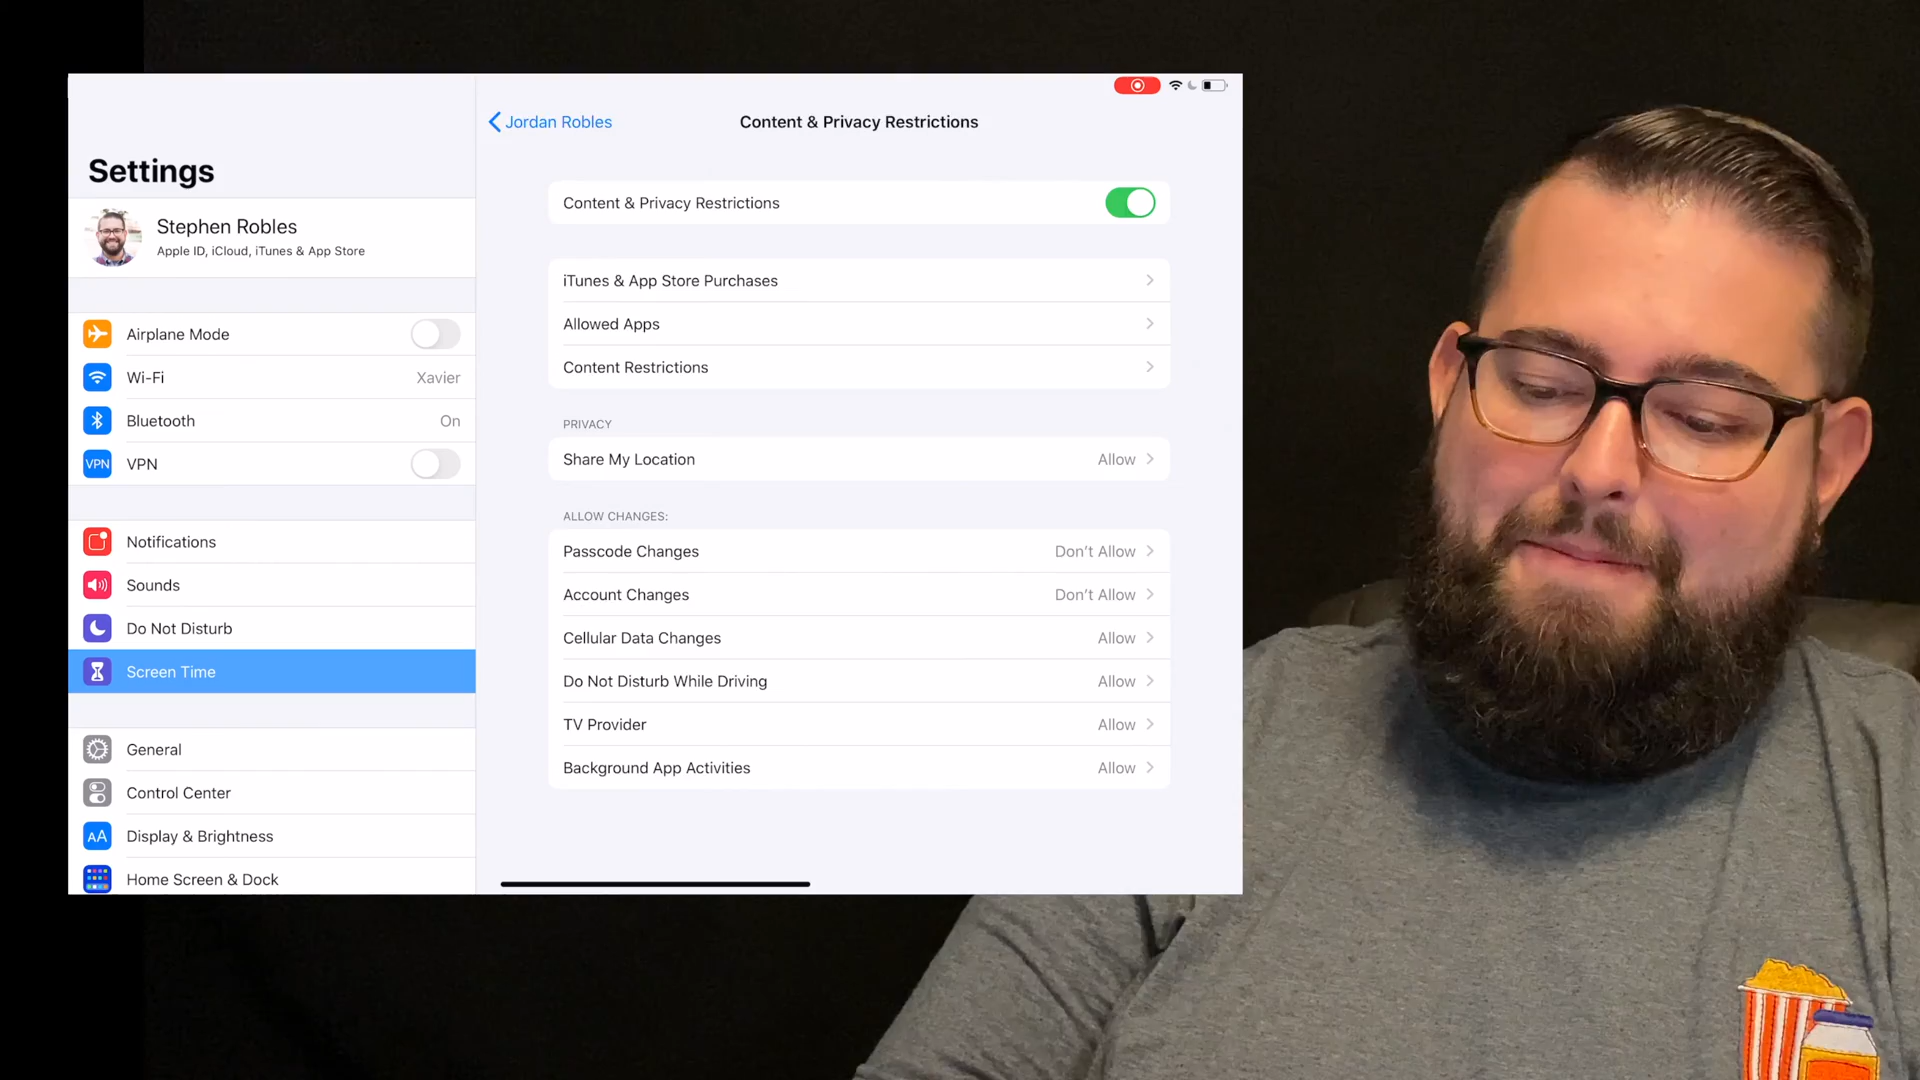 Jordan Robles
Content & Privacy Restrictions
Settings
Stephen Robles
Apple ID, iCloud, iTunes & App Store
Airplane Mode
Wi-Fi Xavier
Bluetooth On
VPN VPN
Notifications
Sounds
Do Not Disturb
Screen Time
General
Control Center
AA Display & Brightness
Home Screen & Dock
Content & Privacy Restrictions
iTunes & App Store Purchases
Allowed Apps
Content Restrictions
PRIVACY
Share My Location Allow
ALLOW CHANGES:
Passcode Changes Don't Allow
Account Changes Don't Allow
Cellular Data Changes Allow
Do Not Disturb While Driving Allow
TV Provider Allow
Background App Activities Allow